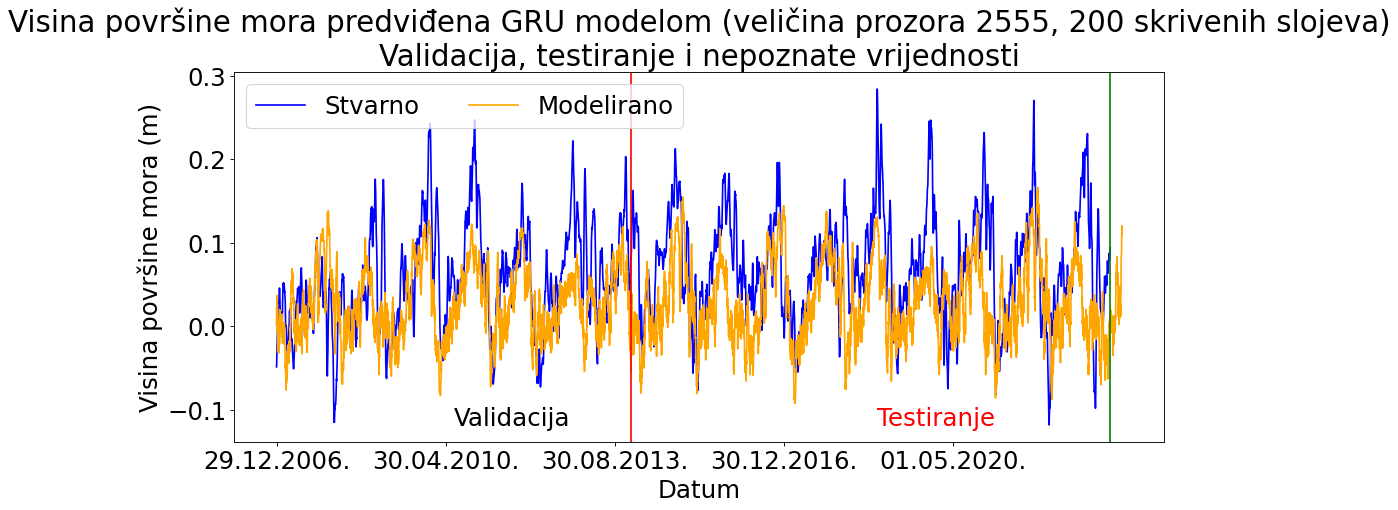 Visina površine mora predviđena GRU modelom (veličina prozora 2555, 200 skrivenih slojeva)
Validacija, testiranje i nepoznate vrijednosti
Stvarno
Modelirano
Visina površine mora (m)
0.3
0.2
0.1
0.0
−0.1
Validacija
Testiranje
29.12.2006.
30.04.2010.
30.08.2013.
30.12.2016.
01.05.2020.
Datum